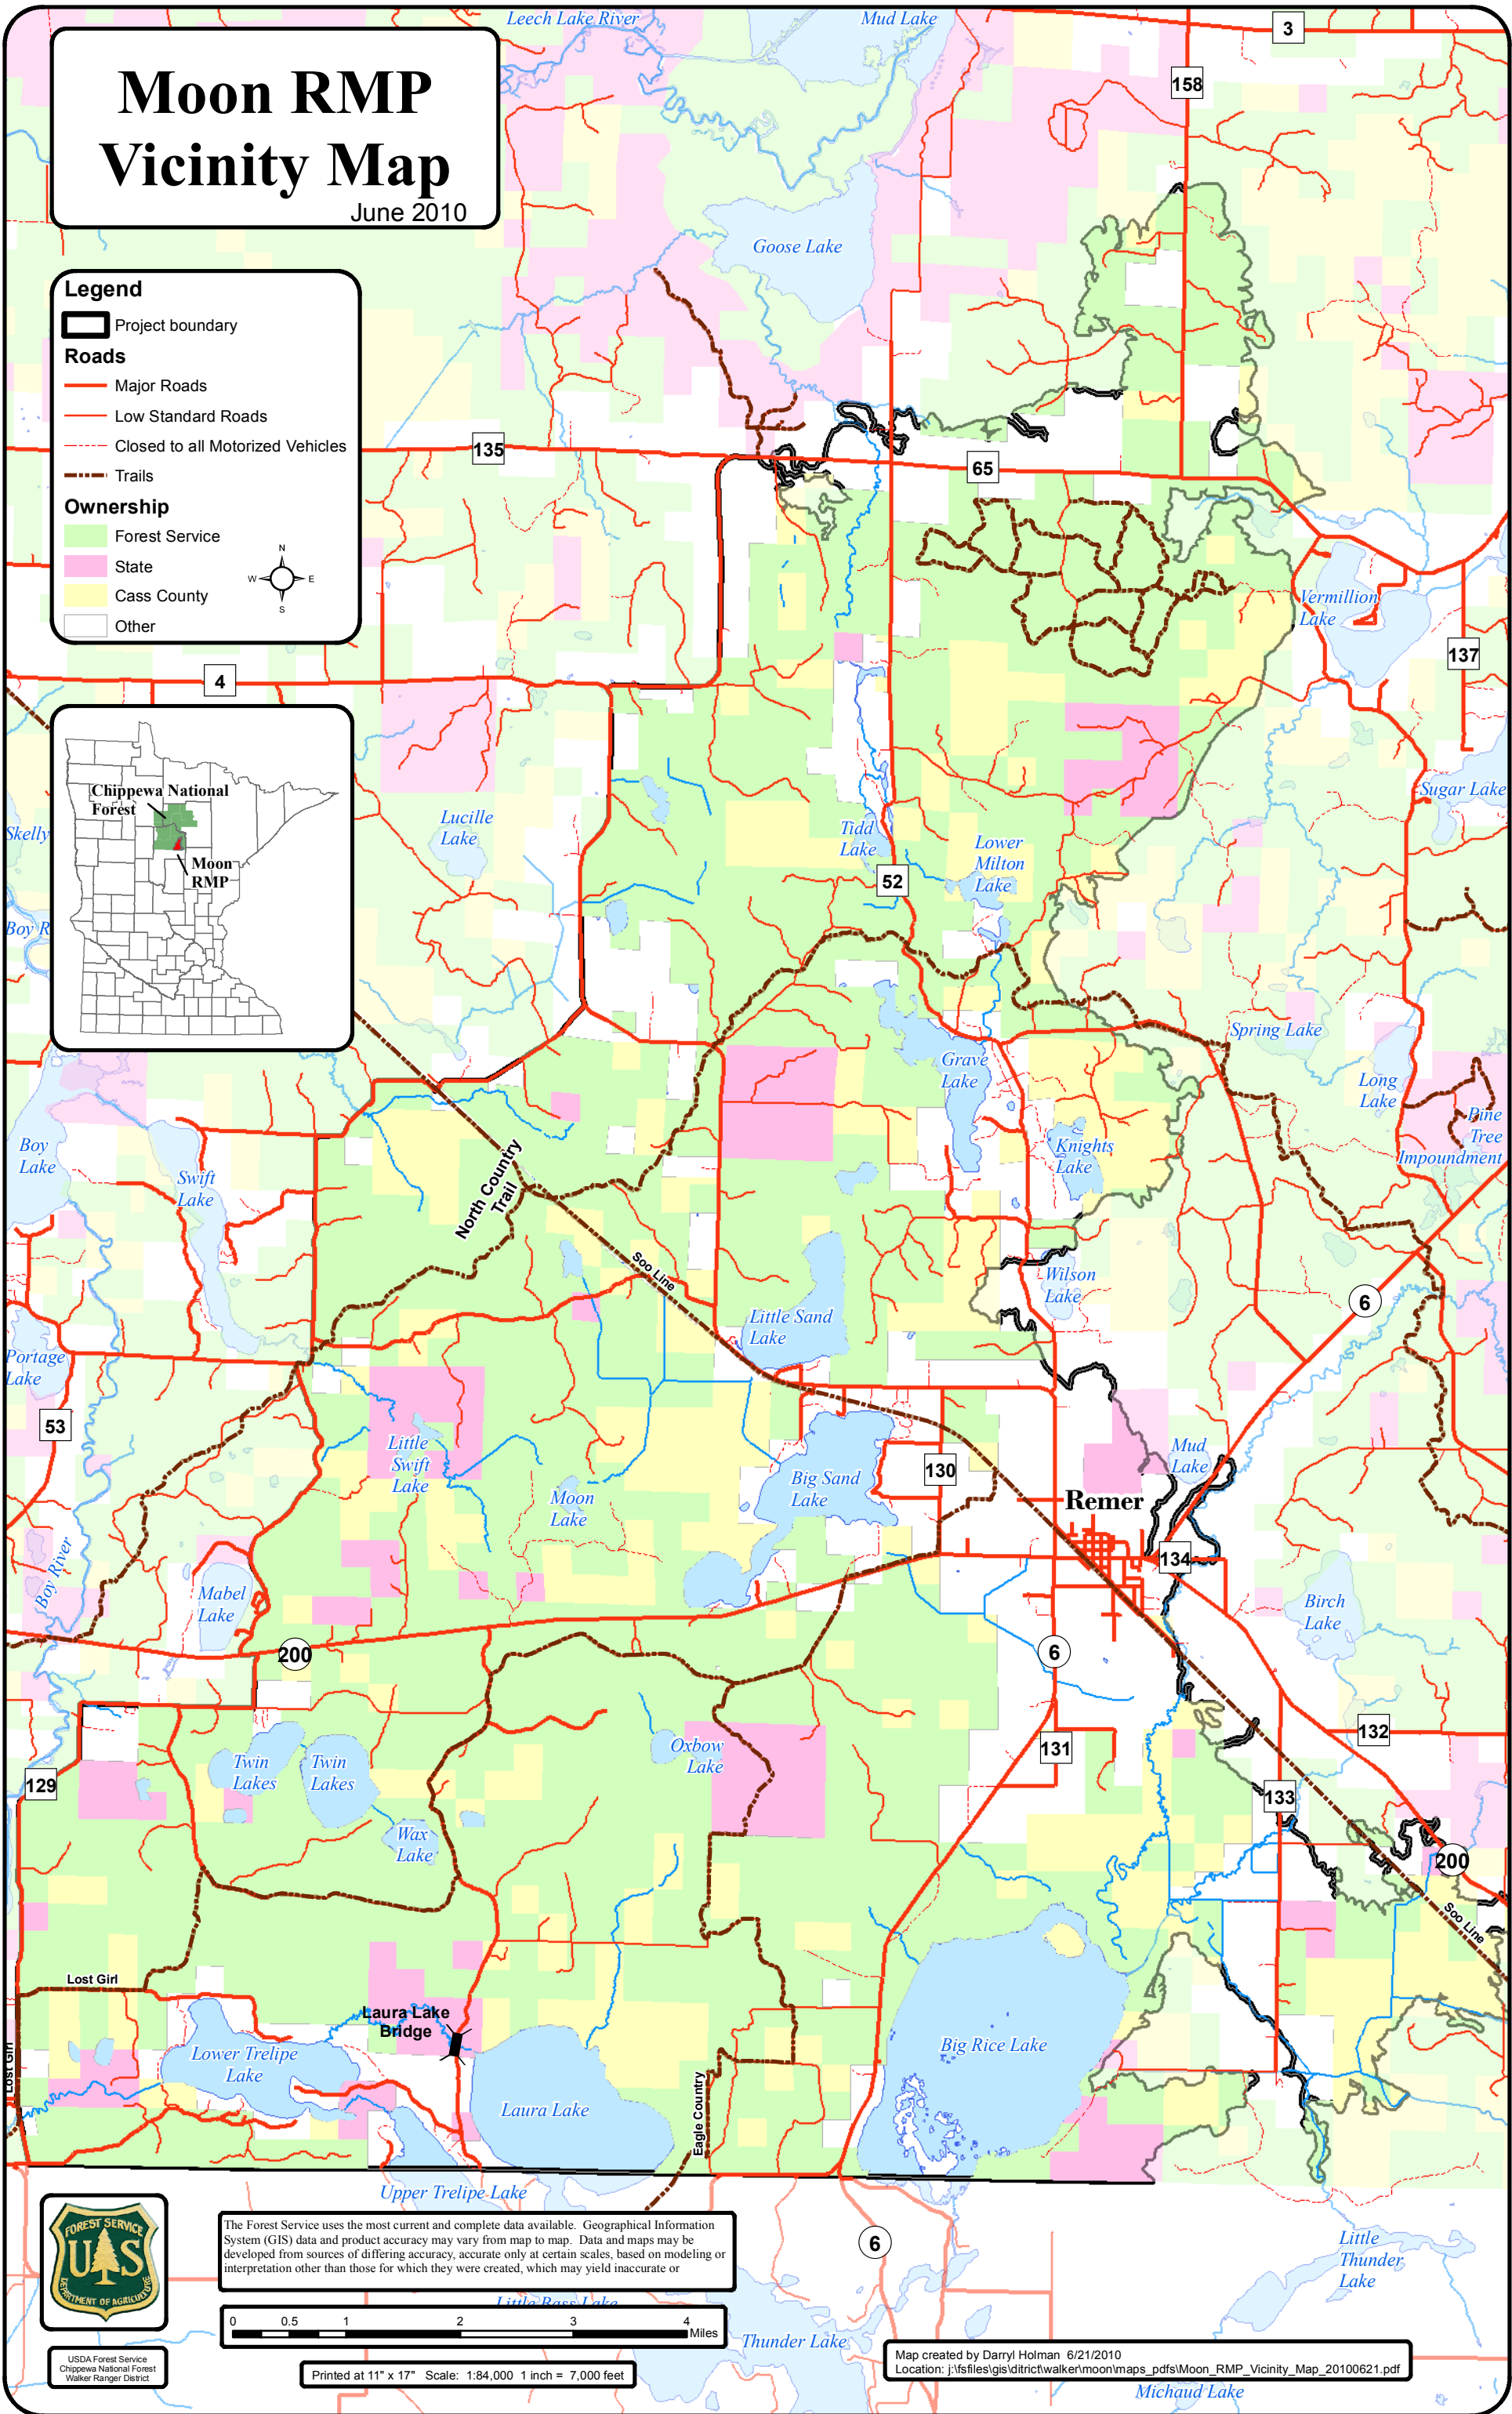 Moon RMP
Vicinity Map
June 2010
Legend
Project boundary
Roads
Major Roads
Low Standard Roads
Closed to all Motorized Vehicles
Trails
Ownership
Forest Service
State
Cass County
Other
N
W
E
S
Chippewa National
Forest
Moon
RMP
Leech Lake River
Mud Lake
3
158
Goose Lake
135
65
4
Vermillion
Lake
137
Sugar Lake
Skelly
Lucille
Lake
Tidd
Lake
Lower
Milton
Lake
52
Boy R
Spring Lake
Grave
Lake
Long
Lake
Pine
Tree
Impoundment
Boy
Lake
Swift
Lake
Knights
Lake
North Country
Trail
Soo Line
Wilson
Lake
6
Little Sand
Lake
Portage
Lake
53
Little
Swift
Lake
Mud
Lake
Big Sand
Lake
130
Moon
Lake
Remer
134
Boy River
Mabel
Lake
Birch
Lake
200
6
132
131
Oxbow
Lake
Twin
Lakes
Twin
Lakes
129
133
Wax
Lake
200
Soo Line
Lost Girl
Laura Lake
Bridge
Lost Girl
Lower Trelipe
Lake
Big Rice Lake
Laura Lake
Eagle Country
Upper Trelipe Lake
6
Little
Thunder
Lake
FOREST SERVICE
U S
DEPARTMENT OF AGRICULTURE
The Forest Service uses the most current and complete data available. Geographical Information
System (GIS) data and product accuracy may vary from map to map. Data and maps may be
developed from sources of differing accuracy, accurate only at certain scales, based on modeling or
interpretation other than those for which they were created, which may yield inaccurate or
Little Bass Lake
0 0.5 1 2 3 4
Miles
Thunder Lake
USDA Forest Service
Chippewa National Forest
Walker Ranger District
Printed at 11" x 17" Scale: 1:84,000 1 inch = 7,000 feet
Map created by Darryl Holman 6/21/2010
Location: j:\fsfiles\gis\ditrict\walker\moon\maps_pdfs\Moon_RMP_Vicinity_Map_20100621.pdf
Michaud Lake